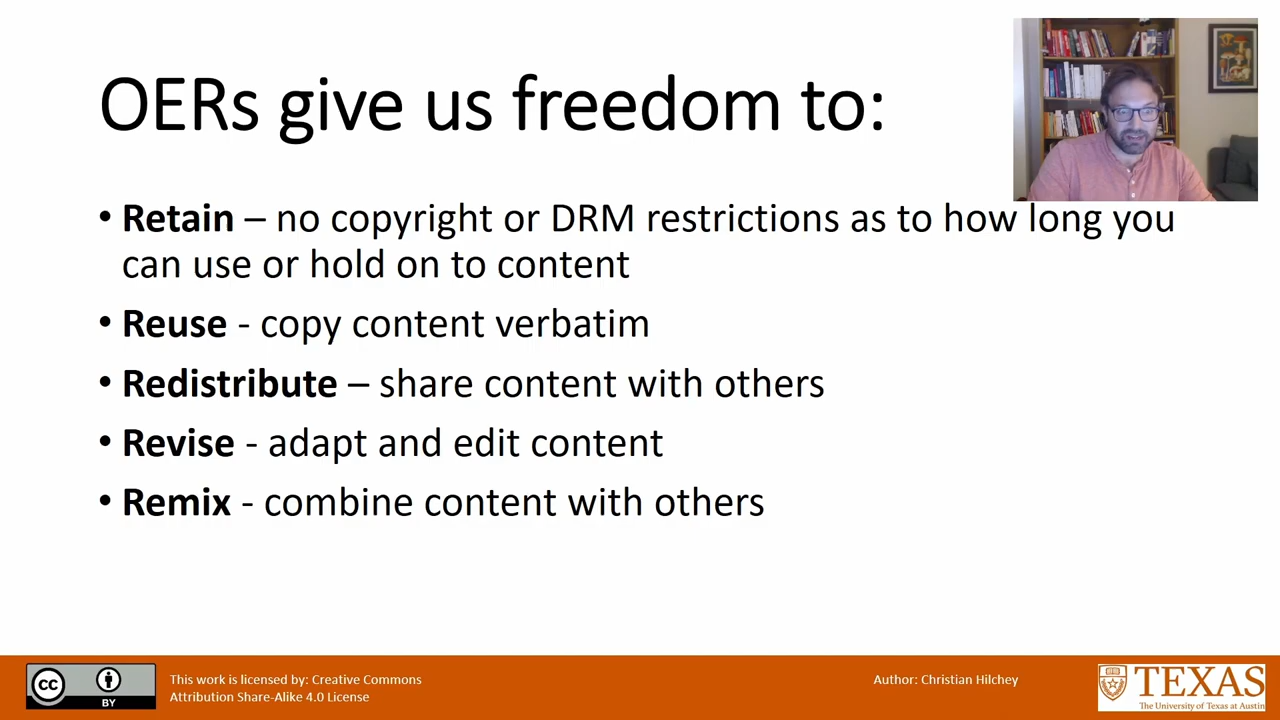 OERs give us freedom to:
• Retain – no copyright or DRM restrictions as to how long you
can use or hold on to content
• Reuse - copy content verbatim
• Redistribute – share content with others
• Revise - adapt and edit content
• Remix - combine content with others
cc
BY
This work is licensed by: Creative Commons
Attribution Share-Alike 4.0 License
Author: Christian Hilchey
TEXAS
The University of Texas at Austin